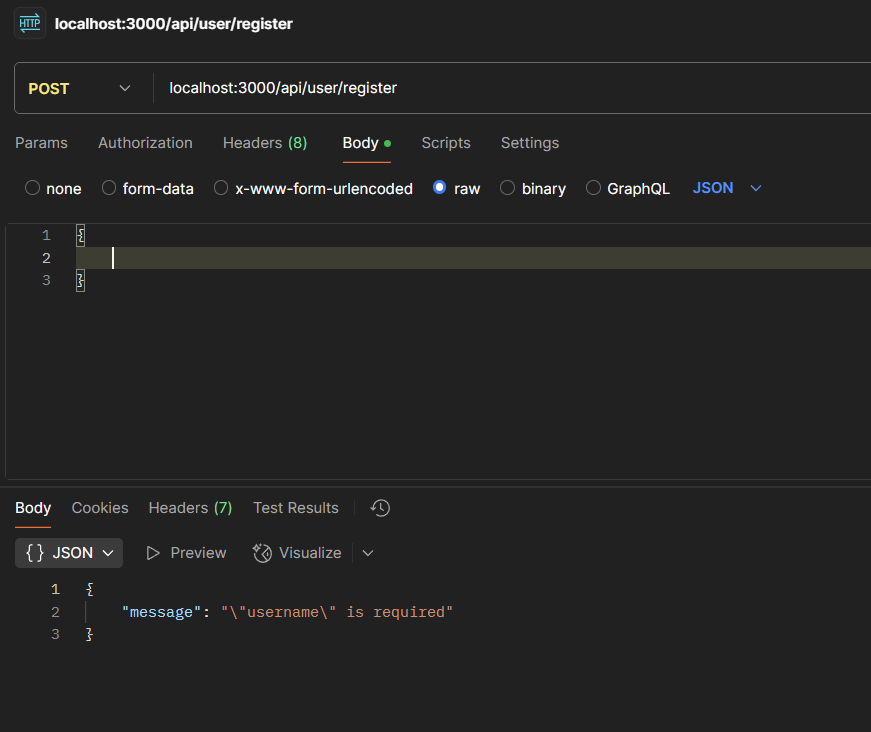 HTTP localhost:3000/api/user/register
POST localhost:3000/api/user/register
Params Authorization Headers (8) Body Scripts Settings
none form-data x-www-form-urlencoded raw binary GraphQL JSON
1 {
2
3 }
Body Cookies Headers (7) Test Results
{} JSON Preview Visualize
1 {
2 "message": "\"username\" is required"
3 }